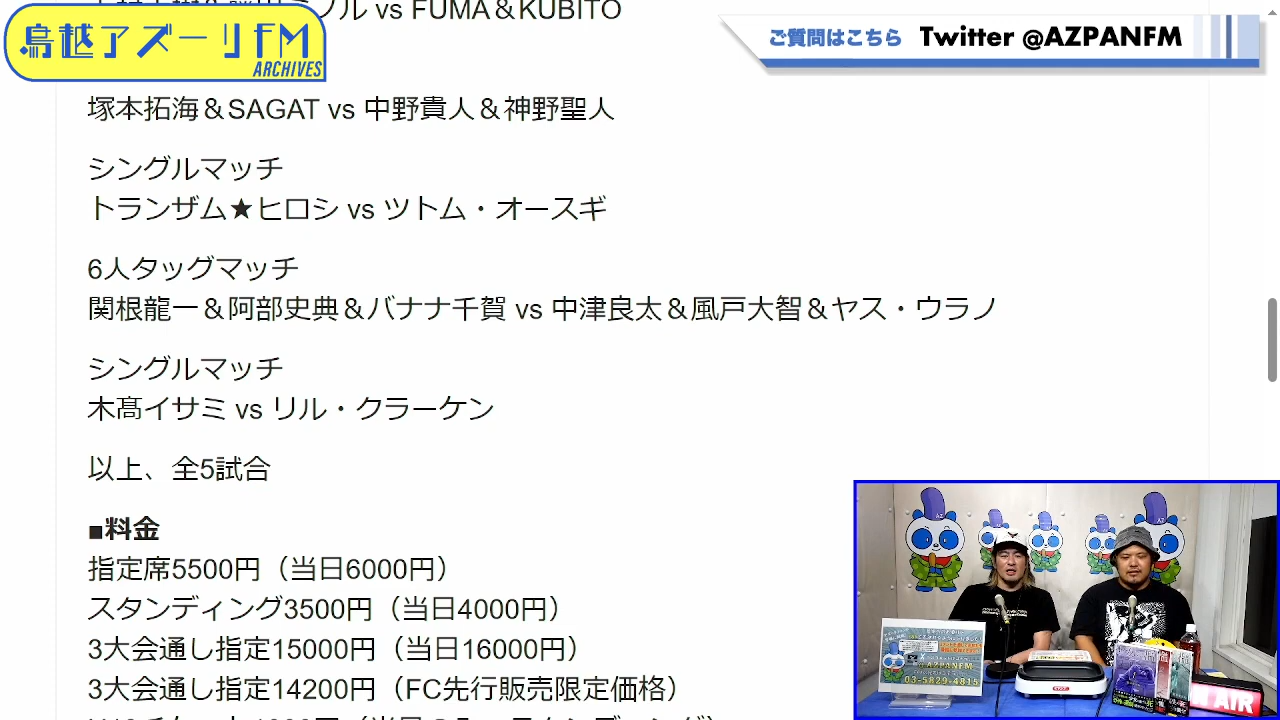 鳥越アズーリFM
ARCHIVES
ご質問はこちら Twitter @AZPANFM
ノル vs FUMA＆KUBITO
塚本拓海＆SAGAT vs 中野貴人＆神野聖人
シングルマッチ
トランザム★ヒロシ vs ツトム・オースギ
6人タッグマッチ
関根龍一＆阿部史典＆バナナ千賀 vs 中津良太＆風戸大智＆ヤス・ウラノ
シングルマッチ
木髙イサミ vs リル・クラーケン
以上、全5試合
■料金
指定席5500円（当日6000円）
スタンディング3500円（当日4000円）
3大会通し指定15000円（当日16000円）
3大会通し指定14200円（FC先行販売限定価格）
AZPANFM
03-5829-4815
AIR